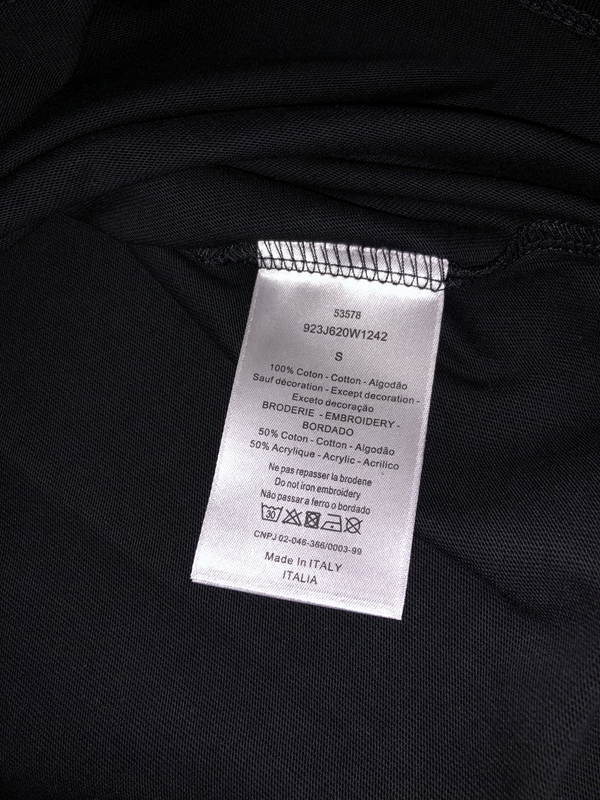 53578
923J620W1242
S
100% Coton - Cotton - Algodão
Sauf décoration - Except decoration -
Exceto decoração
BRODERIE - EMBROIDERY -
BORDADO
50% Coton - Cotton - Algodão
50% Acrylique - Acrylic - Acrilico
Ne pas repasser la brodene
Do not iron embroidery
Não passar a ferro o bordado
30
CNPJ 02-046-366/0003-99
Made In ITALY
ITALIA